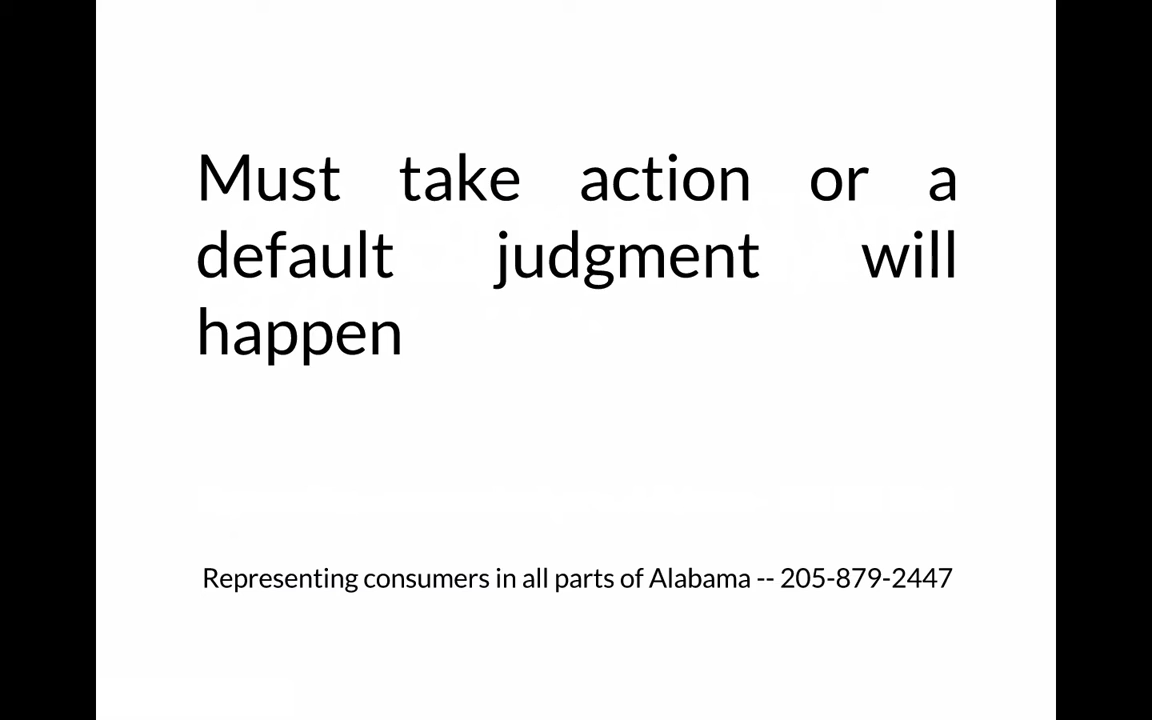 Must take action or a
default judgment will
happen
Representing consumers in all parts of Alabama -- 205-879-2447